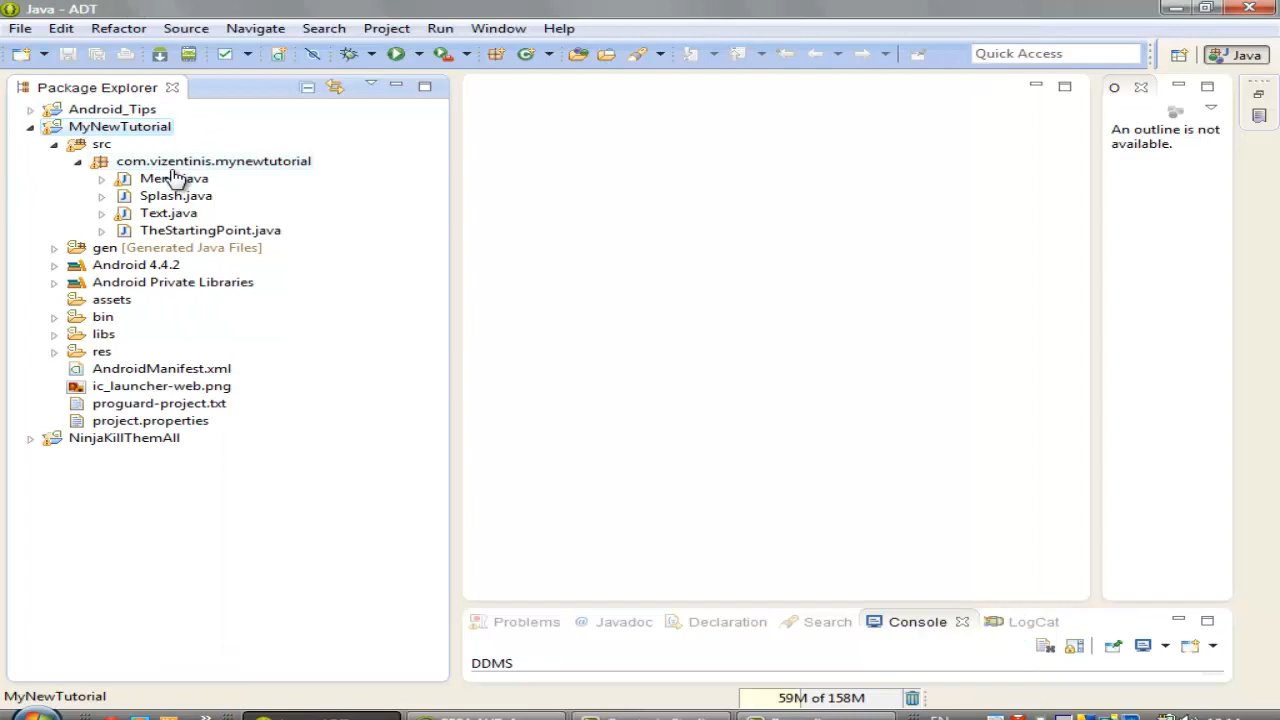 Java - ADT
File Edit Refactor Source Navigate Search Project Run Window Help
Quick Access
Java
Package Explorer
Android_Tips
MyNewTutorial
src
com.vizentinis.mynewtutorial
Splash.java
Text.java
TheStartingPoint.java
gen [Generated Java Files]
Android 4.4.2
Android Private Libraries
assets
bin
libs
res
AndroidManifest.xml
ic_launcher-web.png
proguard-project.txt
project.properties
NinjaKillThemAll
O
An outline is not
available.
Problems Javadoc Declaration Search Console LogCat
DDMS
MyNewTutorial
59M of 158M